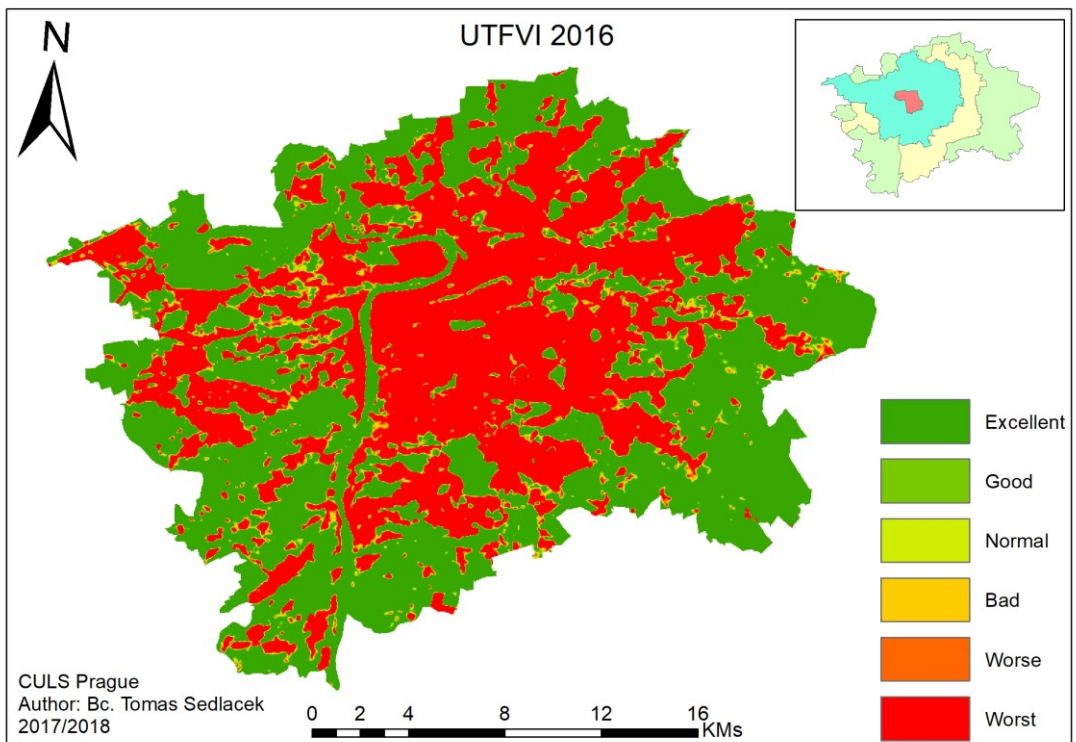 UTFVI 2016
N
Excellent
Good
Normal
Bad
Worse
Worst
CULS Prague
Author: Bc. Tomas Sedlacek
2017/2018
0 2 4 8 12 16
KMs